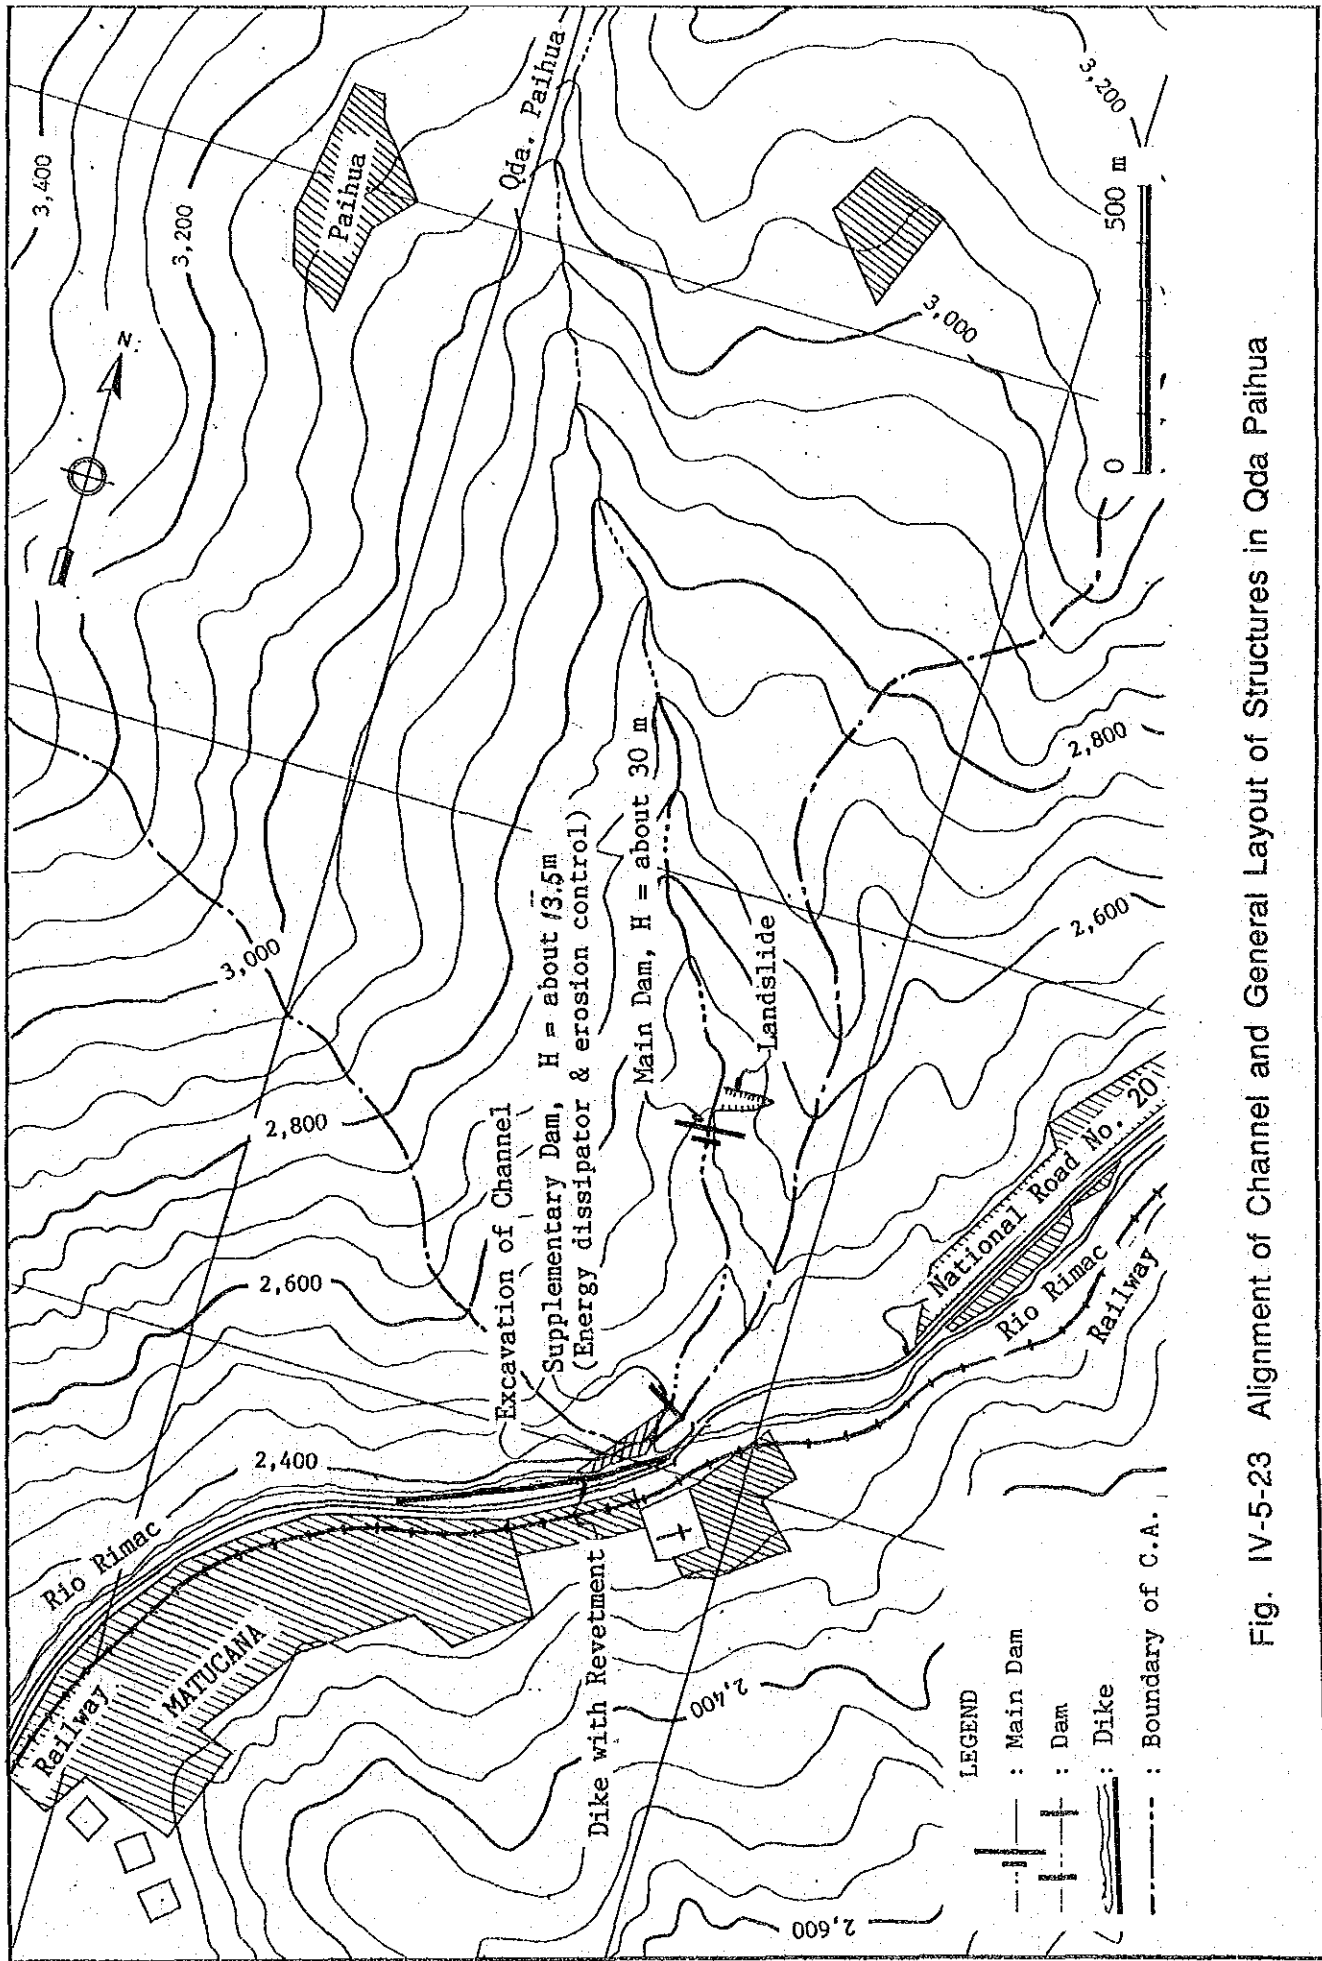 3,400
3,200
Paihua
Qda. Paihua
3,200
N
3,000
500 m
0
3,000
2,800
2,600
2,400
Excavation of Channel
Supplementary Dam, H = about 13.5m
(Energy dissipator & erosion control)
Main Dam, H = about 30 m
Landslide
2,800
2,600
National Road No. 20
Rio Rimac
Railway
Rio Rimac
Railway
MATUCANA
Dike with Revetment
2,400
2,600
LEGEND
: Main Dam
: Dam
: Dike
: Boundary of C.A.
Fig. IV-5-23 Alignment of Channel and General Layout of Structures in Qda Paihua